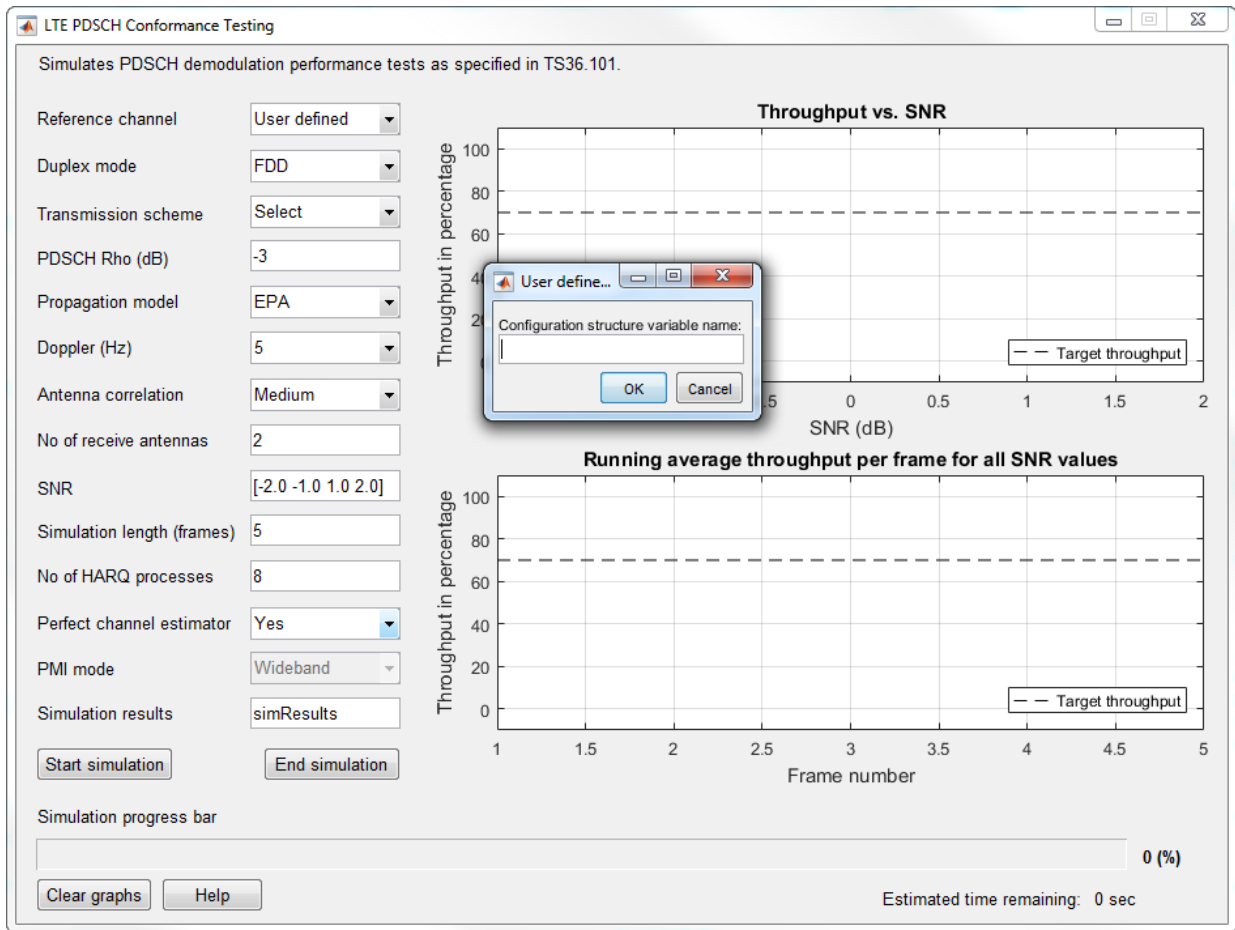 LTE PDSCH Conformance Testing
Simulates PDSCH demodulation performance tests as specified in TS36.101.
Reference channel User defined
Duplex mode FDD
Transmission scheme Select
PDSCH Rho (dB) -3
Propagation model EPA
Doppler (Hz) 5
Antenna correlation Medium
No of receive antennas 2
SNR [-2.0 -1.0 1.0 2.0]
Simulation length (frames) 5
No of HARQ processes 8
Perfect channel estimator Yes
PMI mode Wideband
Simulation results simResults
Start simulation End simulation
Throughput vs. SNR
Throughput in percentage
100
80
60
Target throughput
0 0.5 1 1.5 2
SNR (dB)
User define...
Configuration structure variable name:
OK Cancel
Running average throughput per frame for all SNR values
Throughput in percentage
100
80
60
40
20
0
Target throughput
1 1.5 2 2.5 3 3.5 4 4.5 5
Frame number
Simulation progress bar
0 (%)
Clear graphs Help
Estimated time remaining: 0 sec